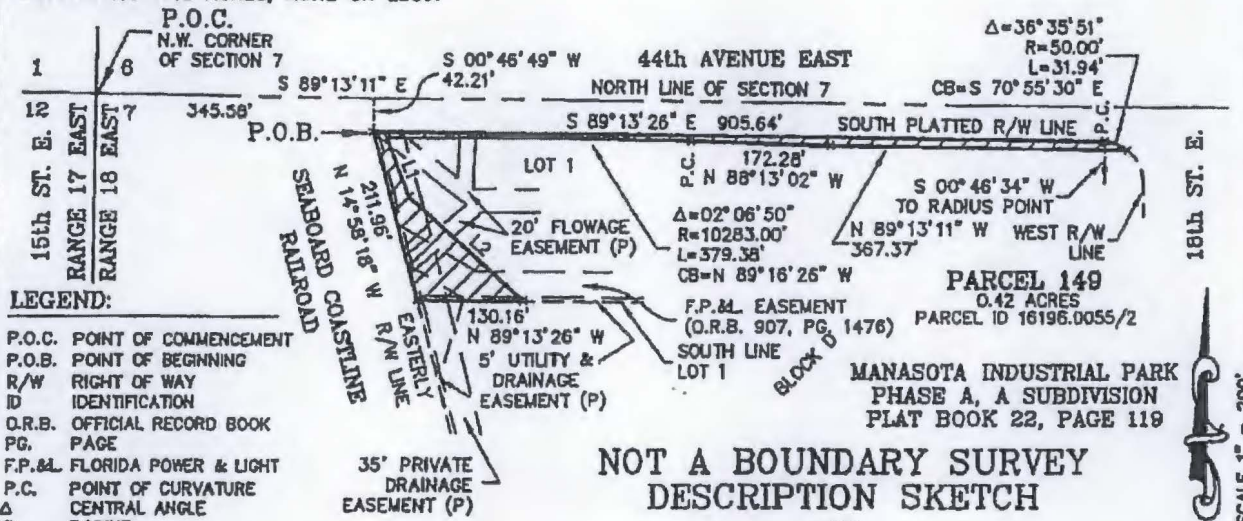 P.O.C.
N.W. CORNER
OF SECTION 7
1
6
12
7
345.58'
S 89°13'11" E
S 00°46'49" W
42.21'
44th AVENUE EAST
NORTH LINE OF SECTION 7
Δ=36°35'51"
R=50.00'
L=31.94'
CB=S 70°55'30" E
15th ST. E.
RANGE 17 EAST
RANGE 18 EAST
P.O.B.
S 89°13'26" E 905.64'
SOUTH PLATTED R/W LINE
P.C.
LOT 1
P.C.
172.28'
N 88°13'02" W
S 00°46'34" W
TO RADIUS POINT
18th ST. E.
L1
L2
SEABOARD COASTLINE
RAILROAD
211.96'
N 14°58'18" W
EASTERLY
R/W LINE
20' FLOWAGE
EASEMENT (P)
Δ=02°06'50"
R=10283.00'
L=379.38'
CB=N 89°16'26" W
N 89°13'11" W
367.37'
WEST R/W
LINE
PARCEL 149
0.42 ACRES
PARCEL ID 16196.0055/2
130.16'
N 89°13'26" W
F.P.&L. EASEMENT
(O.R.B. 907, PG. 1476)
SOUTH LINE
LOT 1
5' UTILITY &
DRAINAGE
EASEMENT (P)
BLOCK D
MANASOTA INDUSTRIAL PARK
PHASE A, A SUBDIVISION
PLAT BOOK 22, PAGE 119
LEGEND:
P.O.C. POINT OF COMMENCEMENT
P.O.B. POINT OF BEGINNING
R/W RIGHT OF WAY
ID IDENTIFICATION
O.R.B. OFFICIAL RECORD BOOK
PG. PAGE
F.P.&L. FLORIDA POWER & LIGHT
P.C. POINT OF CURVATURE
Δ CENTRAL ANGLE
35' PRIVATE
DRAINAGE
EASEMENT (P)
NOT A BOUNDARY SURVEY
DESCRIPTION SKETCH
SCALE 1" = 200'